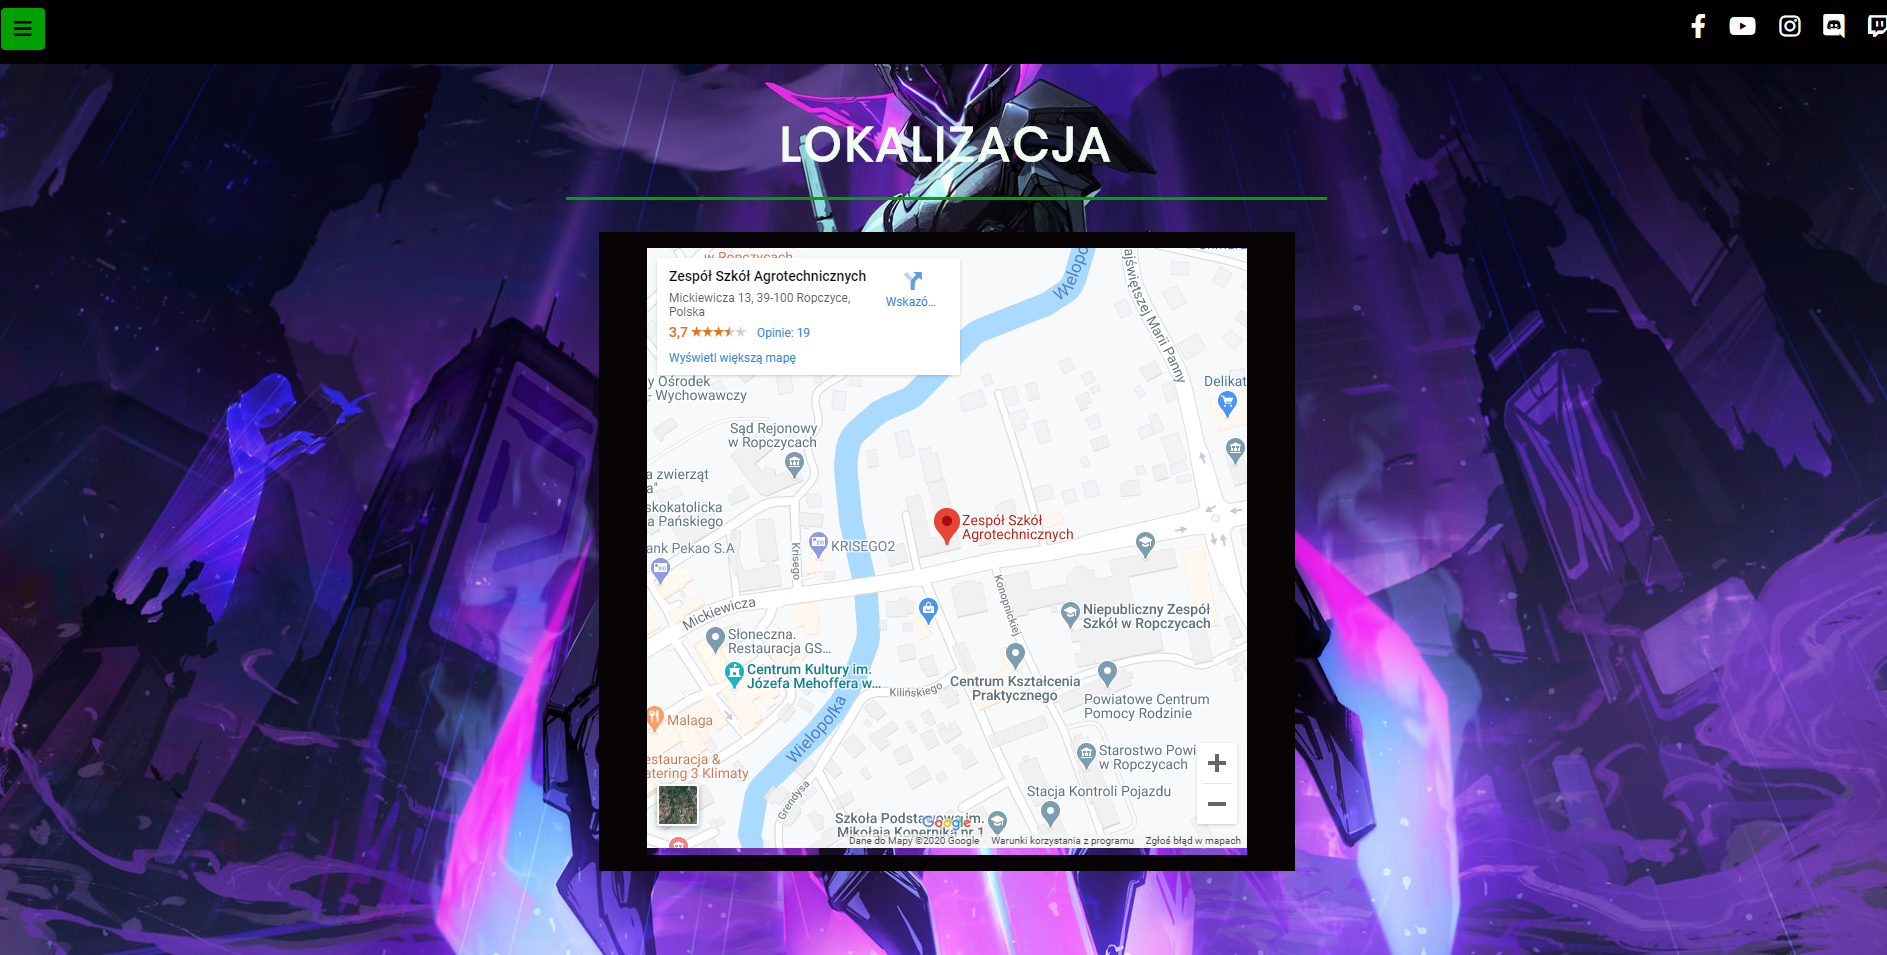 LOKALIZACJA
w Ropczycach
Zespół Szkół Agrotechnicznych
Mickiewicza 13, 39-100 Ropczyce,
Polska
3,7
Opinie: 19
Wyświetl większą mapę
Wskazó...
Wielopo
ajświętszej Marii Panny
y Ośrodek
- Wychowawczy
Delikat
Sąd Rejonowy
w Ropczycach
a zwierząt
a"
skokatolicka
a Pańskiego
Zespół Szkół
Agrotechnicznych
ank Pekao S.A
KRISEGO2
Krisego
Mickiewicza
Konopnickiej
Niepubliczny Zespół
Szkół w Ropczycach
Słoneczna.
Restauracja GS...
Centrum Kultury im.
Józefa Mehoffera w...
Kilińskiego
Centrum Kształcenia
Praktycznego
Powiatowe Centrum
Pomocy Rodzinie
Malaga
Wielopolka
estauracja &
atering 3 Klimaty
Starostwo Powi
w Ropczycach
Grendysa
Stacja Kontroli Pojazdu
Szkoła Podstawowa im.
Mikołaja Kopernika nr 1
Google
Dane do Mapy ©2020 Google
Warunki korzystania z programu
Zgłoś błąd w mapach